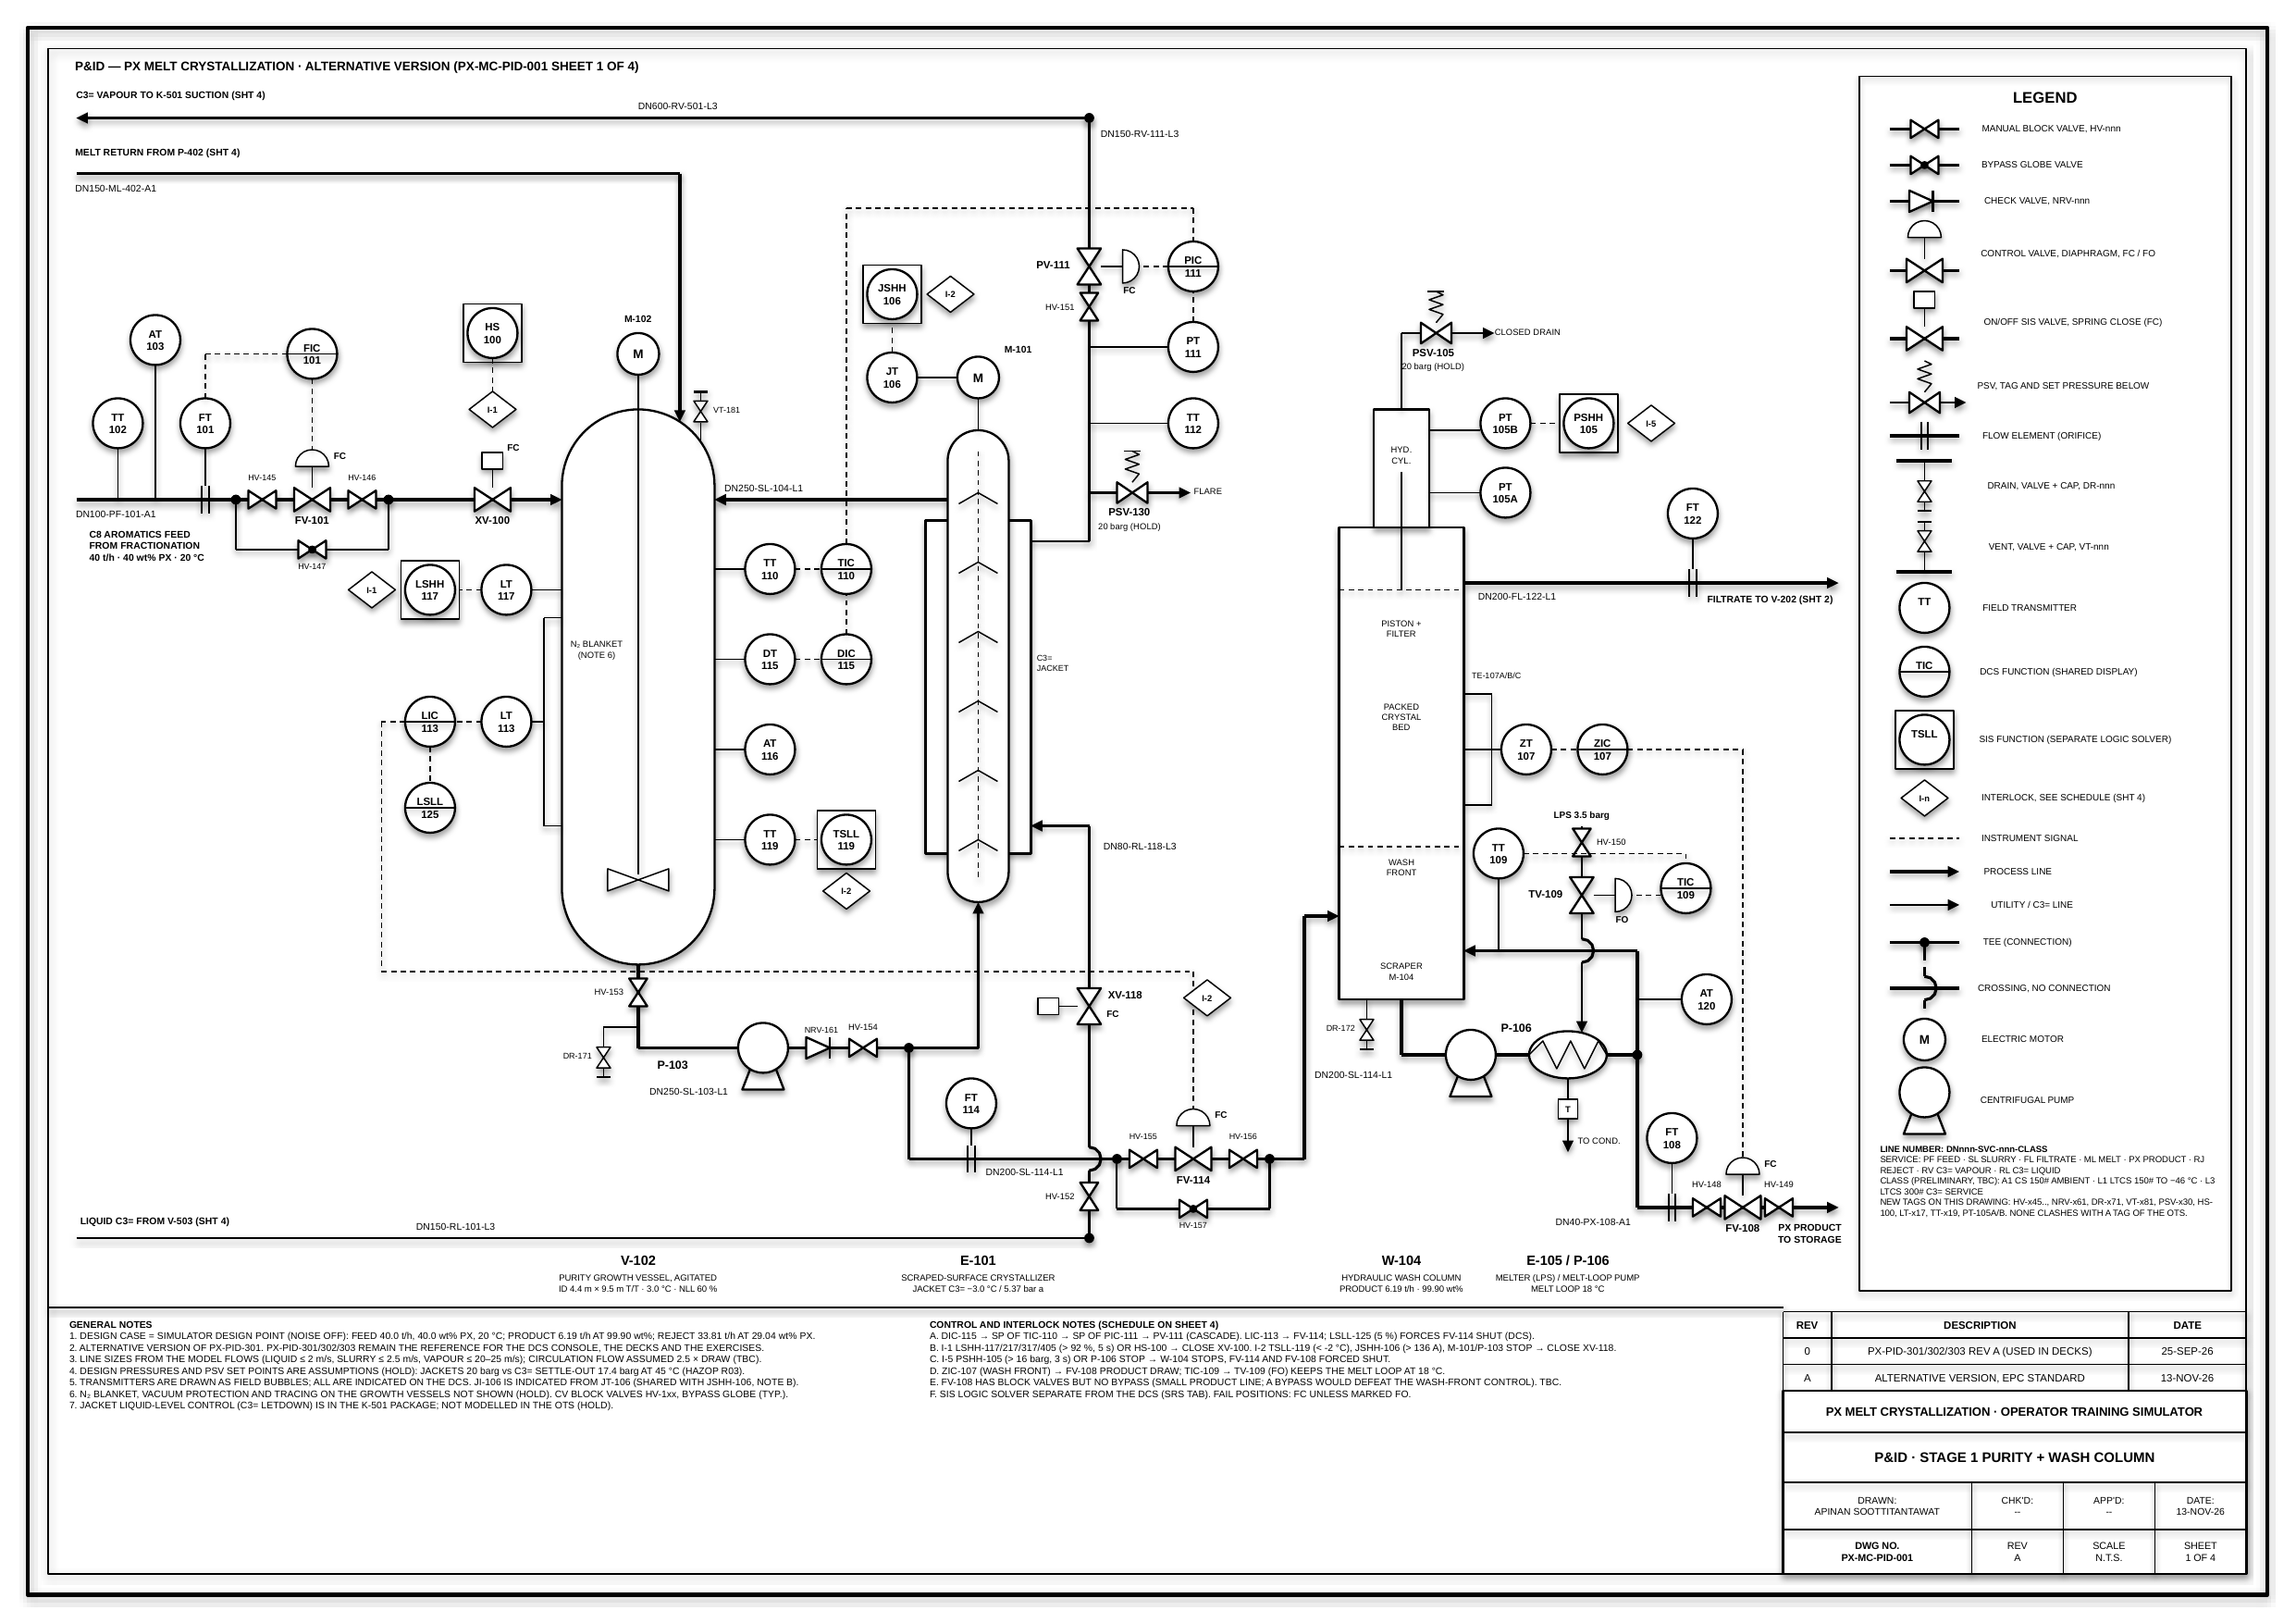 P&ID — PX MELT CRYSTALLIZATION · ALTERNATIVE VERSION (PX-MC-PID-001 SHEET 1 OF 4)
C3= VAPOUR TO K-501 SUCTION (SHT 4)
DN600-RV-501-L3
DN150-RV-111-L3
MELT RETURN FROM P-402 (SHT 4)
DN150-ML-402-A1
AT
103
FIC
101
HS
100
I-1
TT
102
FT
101
FC
HV-145
HV-146
FV-101
FC
XV-100
DN100-PF-101-A1
C8 AROMATICS FEED
FROM FRACTIONATION
40 t/h · 40 wt% PX · 20 °C
HV-147
M-102
M
VT-181
JSHH
106
I-2
JT
106
M-101
M
PV-111
FC
PIC
111
HV-151
PT
111
TT
112
DN250-SL-104-L1
FLARE
PSV-130
20 barg (HOLD)
CLOSED DRAIN
PSV-105
20 barg (HOLD)
PT
105B
PSHH
105
I-5
HYD.
CYL.
PT
105A
FT
122
DN200-FL-122-L1
FILTRATE TO V-202 (SHT 2)
I-1
LSHH
117
LT
117
N₂ BLANKET
(NOTE 6)
TT
110
TIC
110
DT
115
DIC
115
C3=
JACKET
PISTON +
FILTER
TE-107A/B/C
PACKED
CRYSTAL
BED
LIC
113
LT
113
AT
116
ZT
107
ZIC
107
LSLL
125
TT
119
TSLL
119
I-2
DN80-RL-118-L3
LPS 3.5 barg
HV-150
TT
109
WASH
FRONT
TV-109
FO
TIC
109
SCRAPER
M-104
HV-153
XV-118
FC
I-2
AT
120
DR-171
P-103
NRV-161
HV-154
DN250-SL-103-L1
DR-172
P-106
DN200-SL-114-L1
T
TO COND.
FT
114
DN200-SL-114-L1
HV-155
FC
HV-156
FV-114
HV-157
HV-152
FT
108
FC
HV-148
HV-149
FV-108
DN40-PX-108-A1
PX PRODUCT
TO STORAGE
LIQUID C3= FROM V-503 (SHT 4)
DN150-RL-101-L3
V-102
PURITY GROWTH VESSEL, AGITATED
ID 4.4 m × 9.5 m T/T · 3.0 °C · NLL 60 %
E-101
SCRAPED-SURFACE CRYSTALLIZER
JACKET C3= −3.0 °C / 5.37 bar a
W-104
HYDRAULIC WASH COLUMN
PRODUCT 6.19 t/h · 99.90 wt%
E-105 / P-106
MELTER (LPS) / MELT-LOOP PUMP
MELT LOOP 18 °C
LEGEND
MANUAL BLOCK VALVE, HV-nnn
BYPASS GLOBE VALVE
CHECK VALVE, NRV-nnn
CONTROL VALVE, DIAPHRAGM, FC / FO
ON/OFF SIS VALVE, SPRING CLOSE (FC)
PSV, TAG AND SET PRESSURE BELOW
FLOW ELEMENT (ORIFICE)
DRAIN, VALVE + CAP, DR-nnn
VENT, VALVE + CAP, VT-nnn
TT
FIELD TRANSMITTER
TIC
DCS FUNCTION (SHARED DISPLAY)
TSLL
SIS FUNCTION (SEPARATE LOGIC SOLVER)
I-n
INTERLOCK, SEE SCHEDULE (SHT 4)
INSTRUMENT SIGNAL
PROCESS LINE
UTILITY / C3= LINE
TEE (CONNECTION)
CROSSING, NO CONNECTION
M
ELECTRIC MOTOR
CENTRIFUGAL PUMP
LINE NUMBER: DNnnn-SVC-nnn-CLASS
SERVICE: PF FEED · SL SLURRY · FL FILTRATE · ML MELT · PX PRODUCT · RJ
REJECT · RV C3= VAPOUR · RL C3= LIQUID
CLASS (PRELIMINARY, TBC): A1 CS 150# AMBIENT · L1 LTCS 150# TO −46 °C · L3
LTCS 300# C3= SERVICE
NEW TAGS ON THIS DRAWING: HV-x45.., NRV-x61, DR-x71, VT-x81, PSV-x30, HS-
100, LT-x17, TT-x19, PT-105A/B. NONE CLASHES WITH A TAG OF THE OTS.
GENERAL NOTES
1. DESIGN CASE = SIMULATOR DESIGN POINT (NOISE OFF): FEED 40.0 t/h, 40.0 wt% PX, 20 °C; PRODUCT 6.19 t/h AT 99.90 wt%; REJECT 33.81 t/h AT 29.04 wt% PX.
2. ALTERNATIVE VERSION OF PX-PID-301. PX-PID-301/302/303 REMAIN THE REFERENCE FOR THE DCS CONSOLE, THE DECKS AND THE EXERCISES.
3. LINE SIZES FROM THE MODEL FLOWS (LIQUID ≤ 2 m/s, SLURRY ≤ 2.5 m/s, VAPOUR ≤ 20–25 m/s); CIRCULATION FLOW ASSUMED 2.5 × DRAW (TBC).
4. DESIGN PRESSURES AND PSV SET POINTS ARE ASSUMPTIONS (HOLD): JACKETS 20 barg vs C3= SETTLE-OUT 17.4 barg AT 45 °C (HAZOP R03).
5. TRANSMITTERS ARE DRAWN AS FIELD BUBBLES; ALL ARE INDICATED ON THE DCS. JI-106 IS INDICATED FROM JT-106 (SHARED WITH JSHH-106, NOTE B).
6. N₂ BLANKET, VACUUM PROTECTION AND TRACING ON THE GROWTH VESSELS NOT SHOWN (HOLD). CV BLOCK VALVES HV-1xx, BYPASS GLOBE (TYP.).
7. JACKET LIQUID-LEVEL CONTROL (C3= LETDOWN) IS IN THE K-501 PACKAGE; NOT MODELLED IN THE OTS (HOLD).
CONTROL AND INTERLOCK NOTES (SCHEDULE ON SHEET 4)
A. DIC-115 → SP OF TIC-110 → SP OF PIC-111 → PV-111 (CASCADE). LIC-113 → FV-114; LSLL-125 (5 %) FORCES FV-114 SHUT (DCS).
B. I-1 LSHH-117/217/317/405 (> 92 %, 5 s) OR HS-100 → CLOSE XV-100. I-2 TSLL-119 (< -2 °C), JSHH-106 (> 136 A), M-101/P-103 STOP → CLOSE XV-118.
C. I-5 PSHH-105 (> 16 barg, 3 s) OR P-106 STOP → W-104 STOPS, FV-114 AND FV-108 FORCED SHUT.
D. ZIC-107 (WASH FRONT) → FV-108 PRODUCT DRAW; TIC-109 → TV-109 (FO) KEEPS THE MELT LOOP AT 18 °C.
E. FV-108 HAS BLOCK VALVES BUT NO BYPASS (SMALL PRODUCT LINE; A BYPASS WOULD DEFEAT THE WASH-FRONT CONTROL). TBC.
F. SIS LOGIC SOLVER SEPARATE FROM THE DCS (SRS TAB). FAIL POSITIONS: FC UNLESS MARKED FO.
REV DESCRIPTION DATE
0 PX-PID-301/302/303 REV A (USED IN DECKS) 25-SEP-26
A ALTERNATIVE VERSION, EPC STANDARD 13-NOV-26
PX MELT CRYSTALLIZATION · OPERATOR TRAINING SIMULATOR
P&ID · STAGE 1 PURITY + WASH COLUMN
DRAWN: CHK'D: APP'D: DATE:
APINAN SOOTTITANTAWAT -- -- 13-NOV-26
DWG NO. REV SCALE SHEET
PX-MC-PID-001 A N.T.S. 1 OF 4